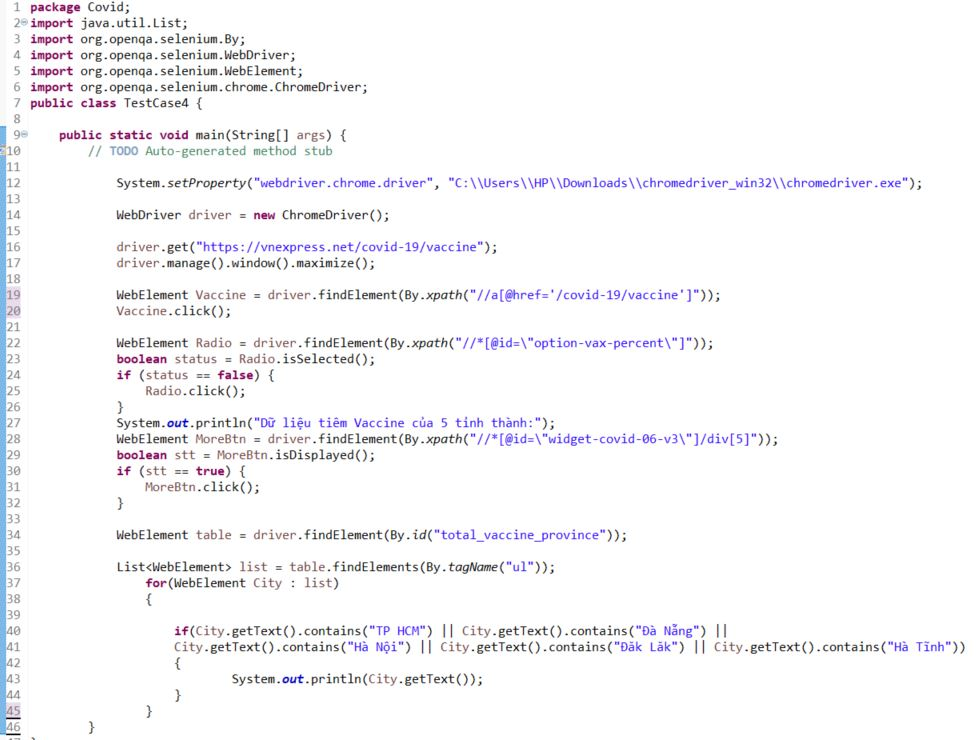 1 package Covid;
2 import java.util.List;
3 import org.openqa.selenium.By;
4 import org.openqa.selenium.WebDriver;
5 import org.openqa.selenium.WebElement;
6 import org.openqa.selenium.chrome.ChromeDriver;
7 public class TestCase4 {
8
9 public static void main(String[] args) {
10 // TODO Auto-generated method stub
11
12 System.setProperty("webdriver.chrome.driver", "C:\\Users\\HP\\Downloads\\chromedriver_win32\\chromedriver.exe");
13
14 WebDriver driver = new ChromeDriver();
15
16 driver.get("https://vnexpress.net/covid-19/vaccine");
17 driver.manage().window().maximize();
18
19 WebElement Vaccine = driver.findElement(By.xpath("//a[@href='/covid-19/vaccine']"));
20 Vaccine.click();
21
22 WebElement Radio = driver.findElement(By.xpath("//*[@id=\"option-vax-percent\"]"));
23 boolean status = Radio.isSelected();
24 if (status == false) {
25 Radio.click();
26 }
27 System.out.println("Dữ liệu tiêm Vaccine của 5 tỉnh thành:");
28 WebElement MoreBtn = driver.findElement(By.xpath("//*[@id=\"widget-covid-06-v3\"]/div[5]"));
29 boolean stt = MoreBtn.isDisplayed();
30 if (stt == true) {
31 MoreBtn.click();
32 }
33
34 WebElement table = driver.findElement(By.id("total_vaccine_province"));
35
36 List<WebElement> list = table.findElements(By.tagName("ul"));
37 for(WebElement City : list)
38 {
39
40 if(City.getText().contains("TP HCM") || City.getText().contains("Đà Nẵng") ||
41 City.getText().contains("Hà Nội") || City.getText().contains("Đăk Lăk") || City.getText().contains("Hà Tĩnh"))
42 {
43 System.out.println(City.getText());
44 }
45 }
46 }